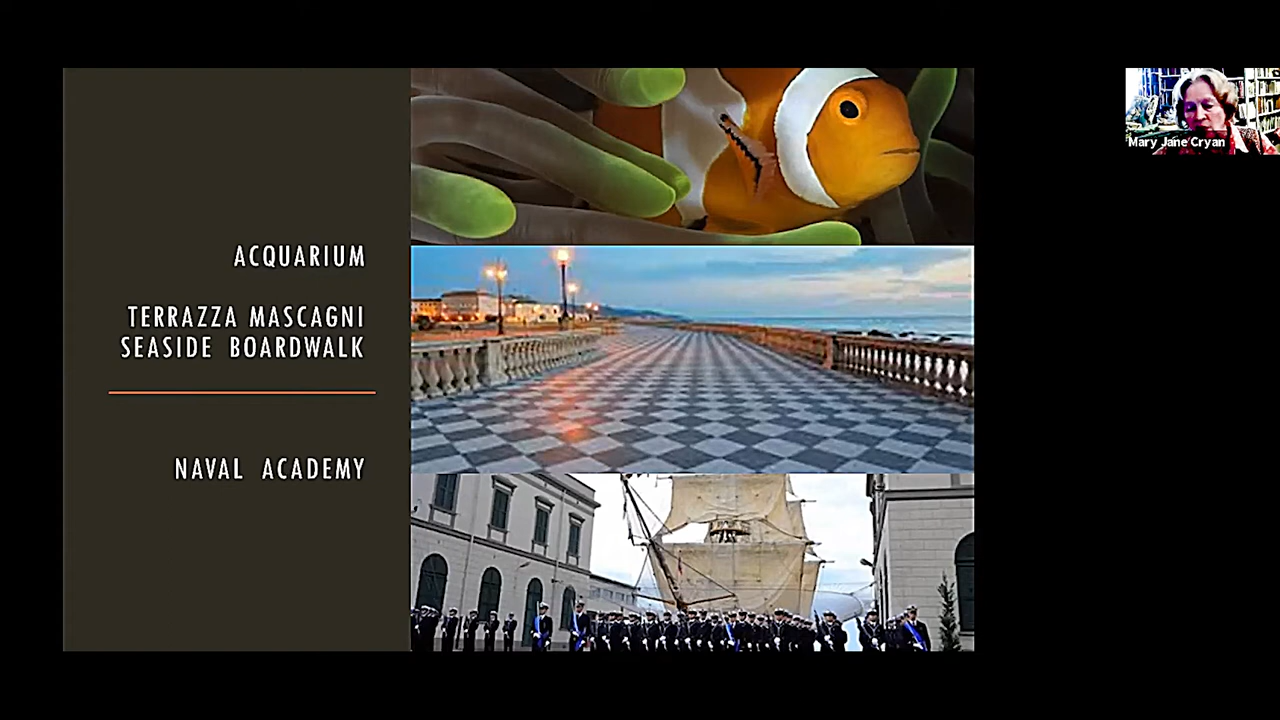 ACQUARIUM
TERRAZZA MASCAGNI
SEASIDE BOARDWALK
NAVAL ACADEMY
Mary Jane Cryan